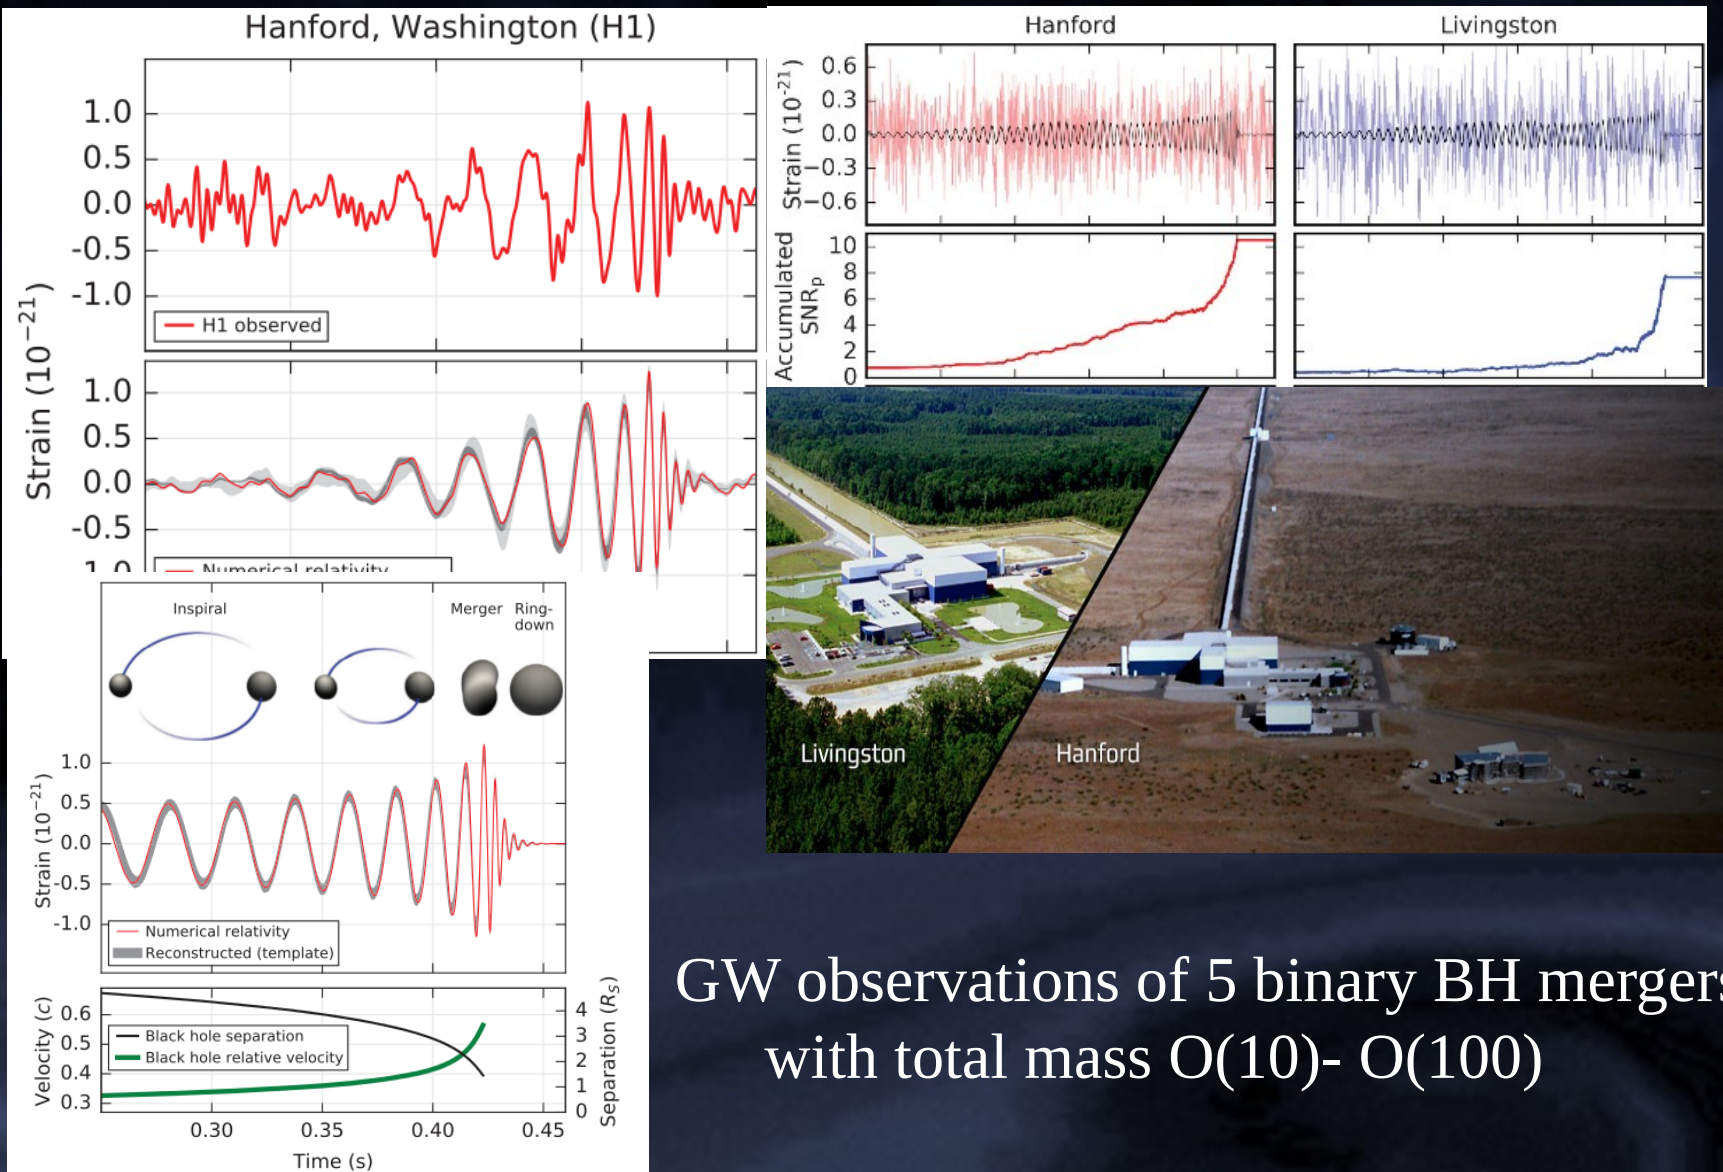 Hanford, Washington (H1)
Strain (10⁻²¹)
1.0
0.5
0.0
-0.5
-1.0
H1 observed
1.0
0.5
0.0
-0.5
Numerical relativity
Hanford
Livingston
Strain (10⁻²¹)
0.6
0.3
0.0
−0.3
−0.6
Accumulated
SNRₚ
10
8
6
4
2
0
Livingston
Hanford
Inspiral
Merger
Ring-
down
Strain (10⁻²¹)
1.0
0.5
0.0
-0.5
-1.0
Numerical relativity
Reconstructed (template)
Velocity (c)
0.6
0.5
0.4
0.3
Black hole separation
Black hole relative velocity
4
3
2
1
0
Separation (Rₛ)
0.30
0.35
0.40
0.45
Time (s)
GW observations of 5 binary BH mergers
with total mass O(10)- O(100)